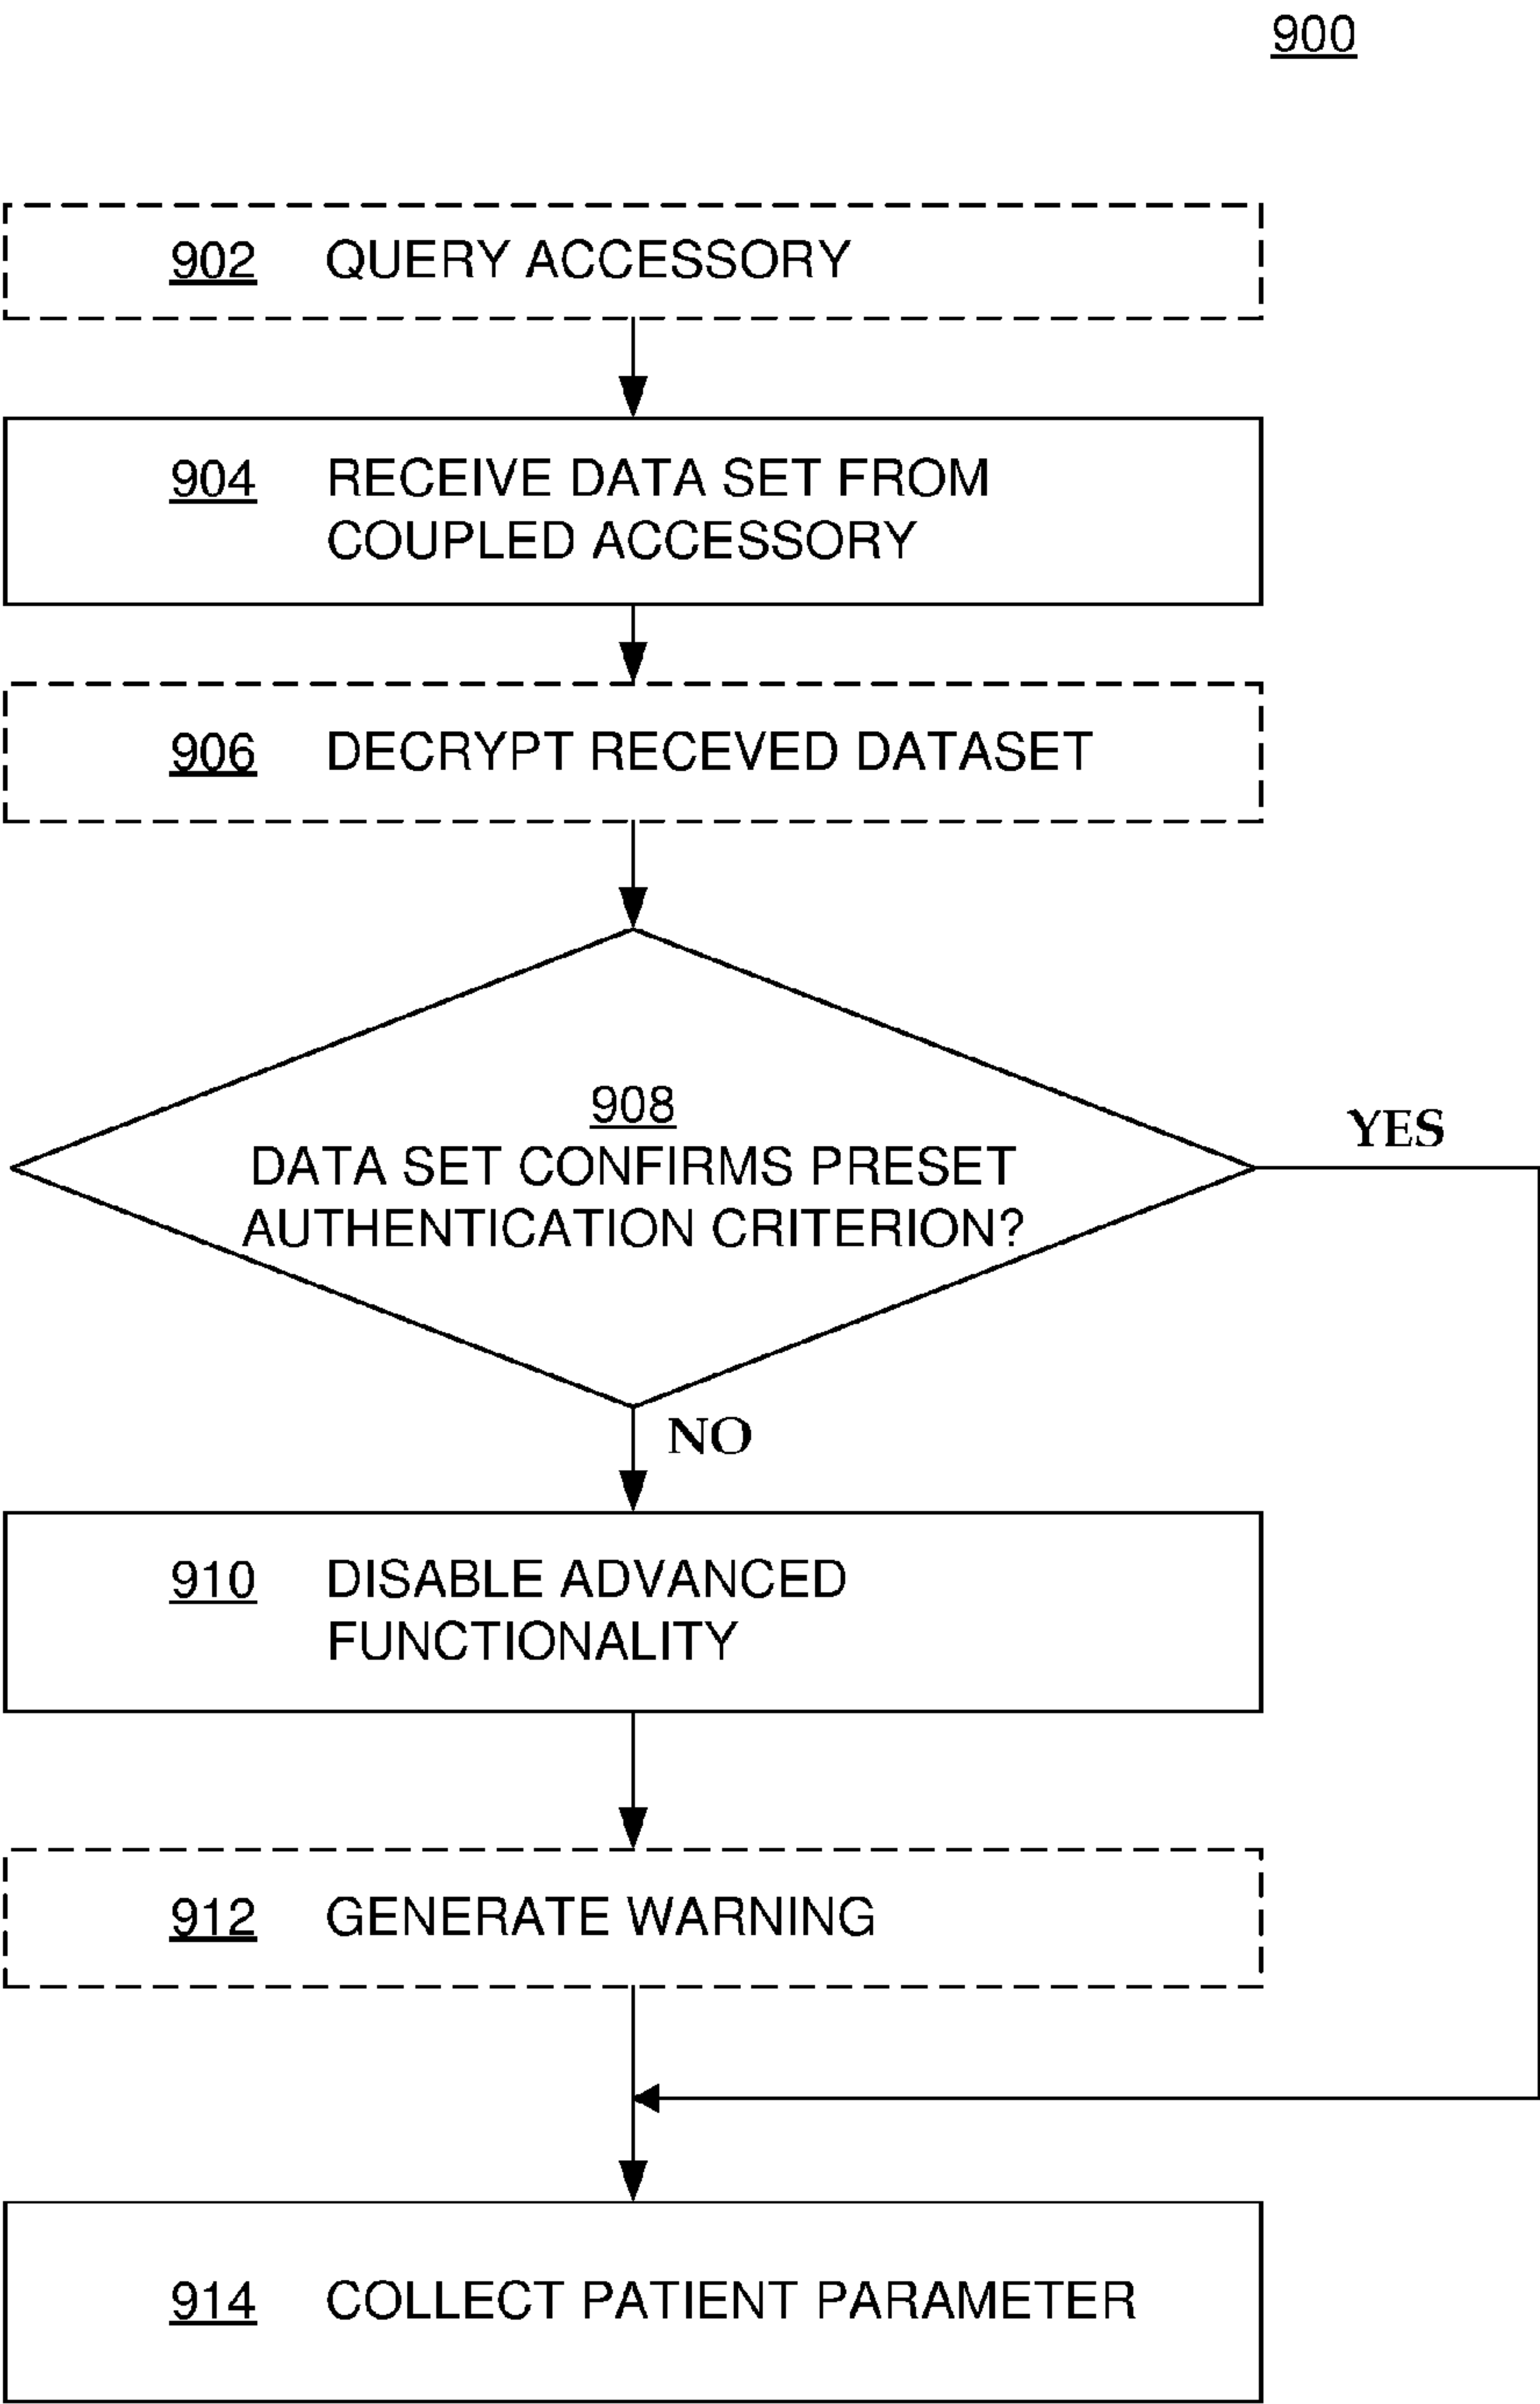 900
902 QUERY ACCESSORY
904 RECEIVE DATA SET FROM
COUPLED ACCESSORY
906 DECRYPT RECEVED DATASET
908
DATA SET CONFIRMS PRESET
AUTHENTICATION CRITERION?
YES
NO
910 DISABLE ADVANCED
FUNCTIONALITY
912 GENERATE WARNING
914 COLLECT PATIENT PARAMETER